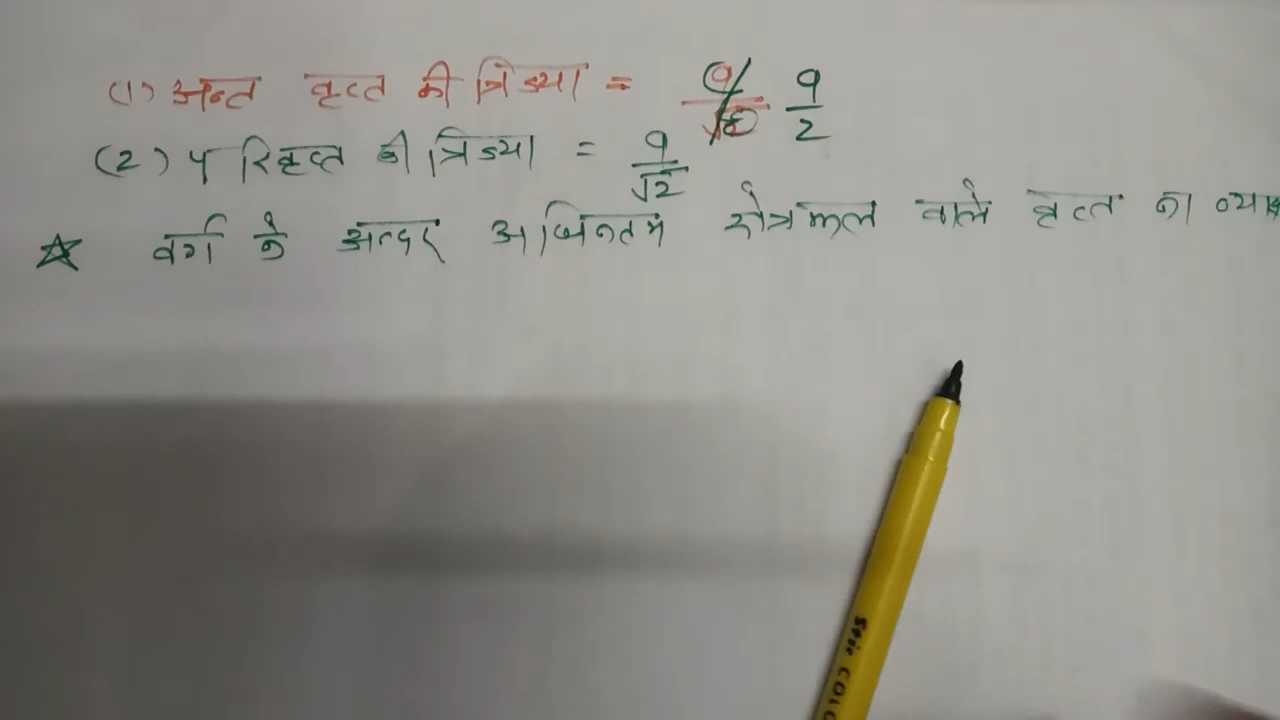 (1) अन्त वृत्त की त्रिज्या = a/2
(2) परिवृत्त की त्रिज्या = a/√2
☆ वर्ग के अन्दर अधिकतम क्षेत्रफल वाले वृत्त का व्यास